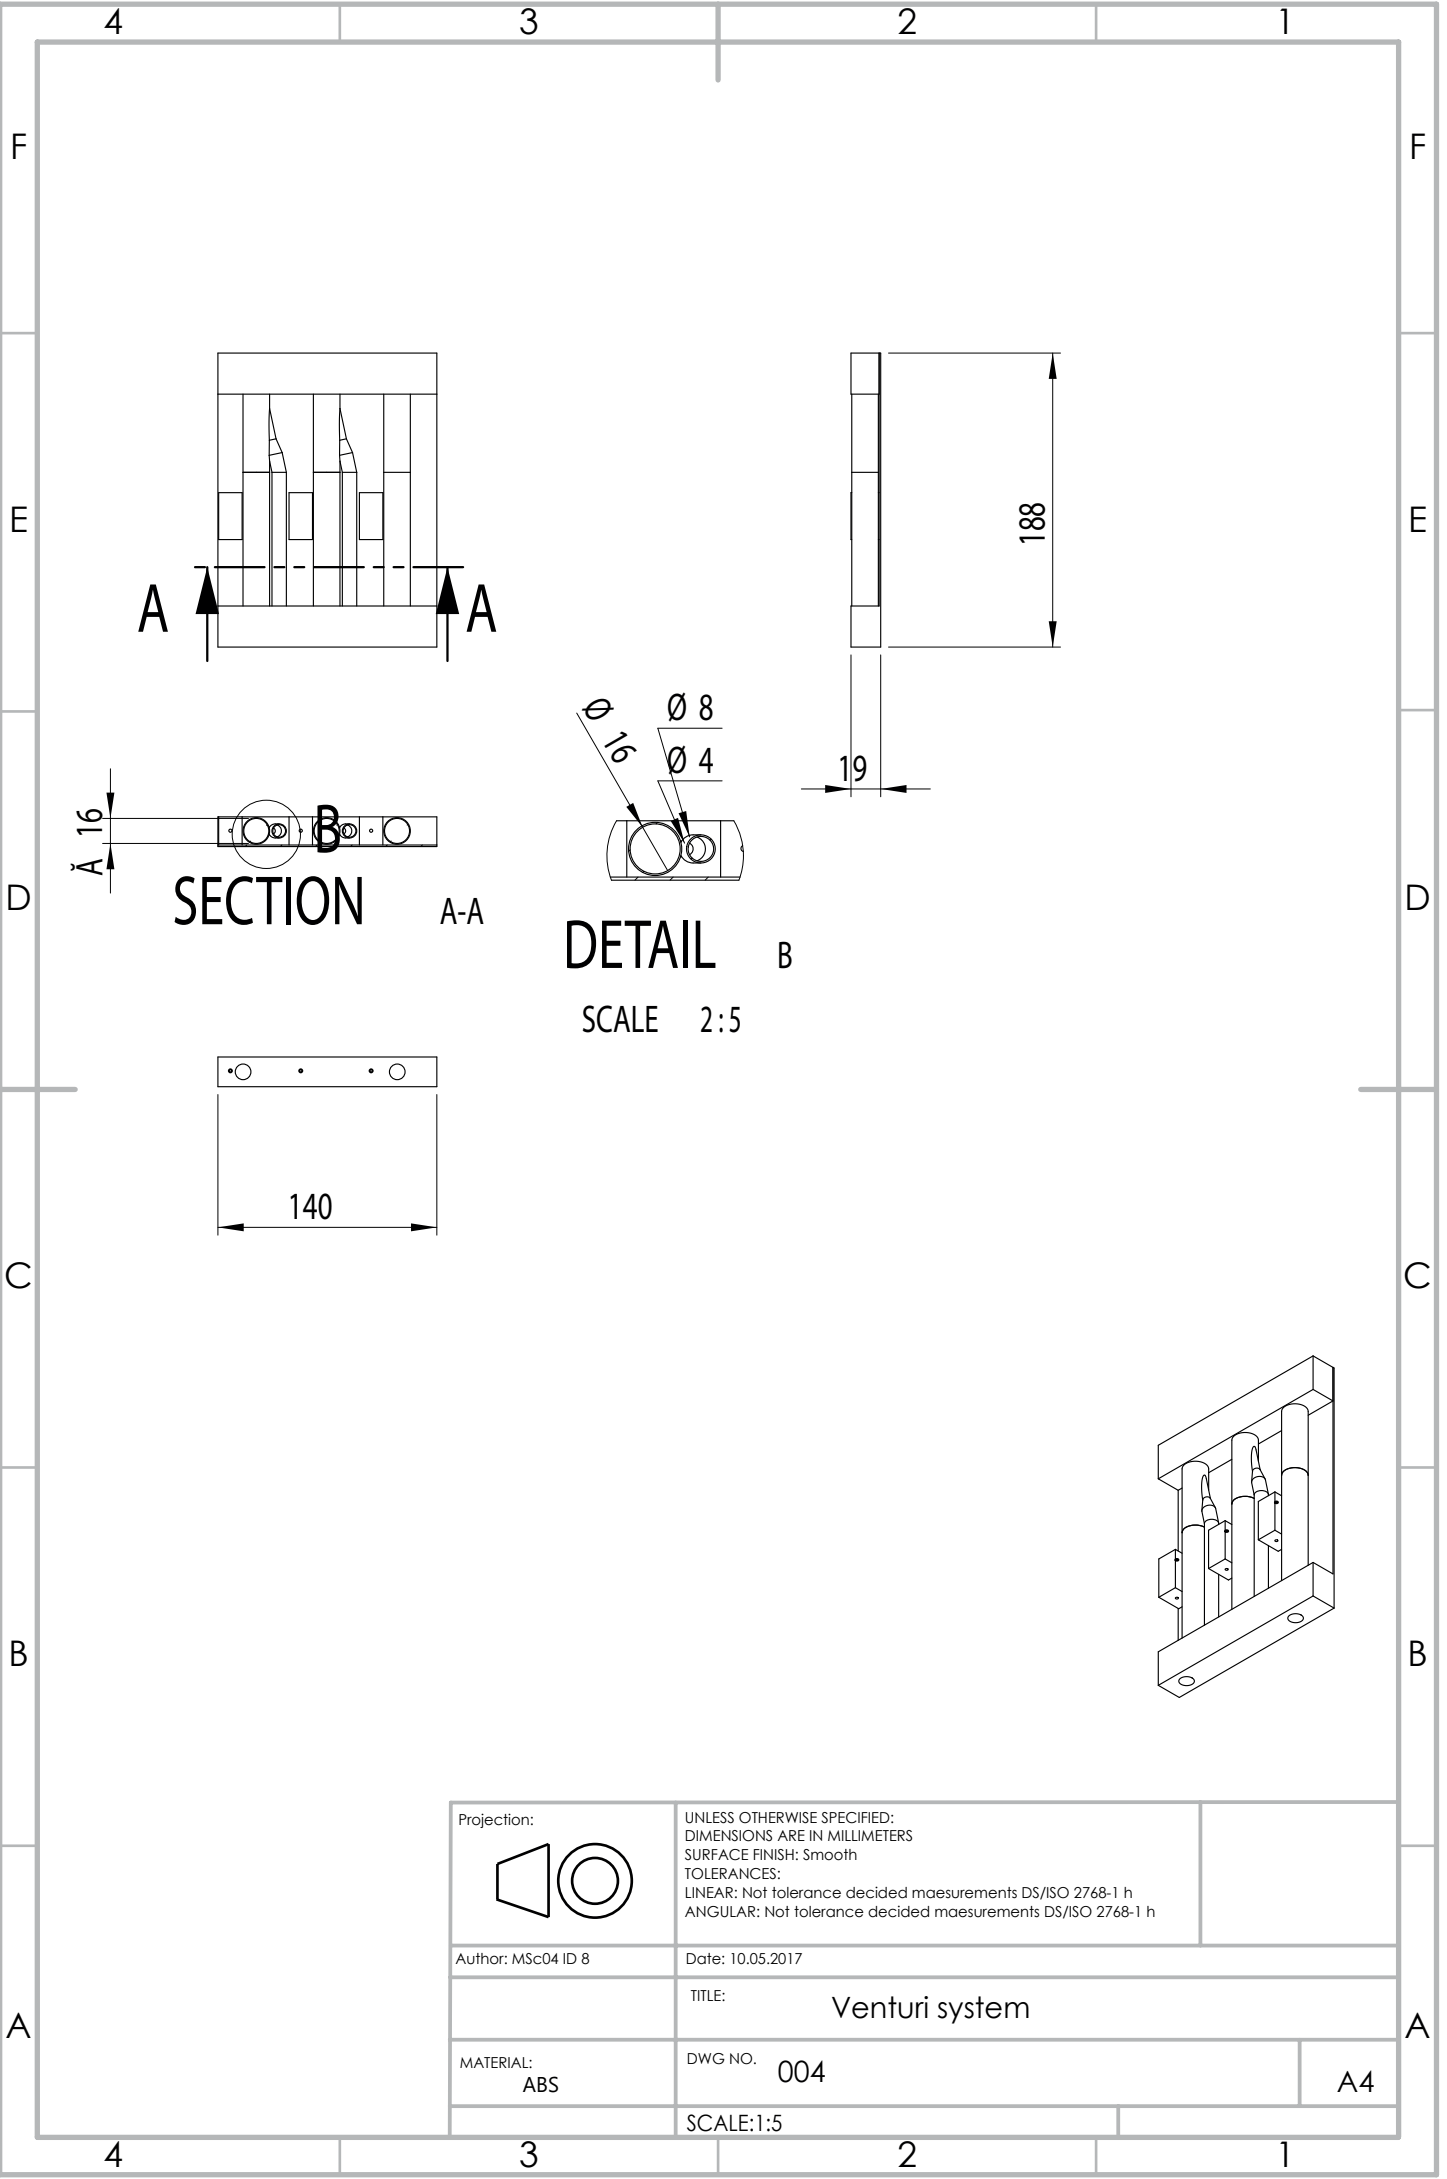 4 3 2 1
F F
E E
188
A A
Ø 16
Ø 8
Ø 4
19
Ă 16
B
D D
SECTION A-A
DETAIL B
SCALE 2:5
140
C C
B B
Projection:
UNLESS OTHERWISE SPECIFIED:
DIMENSIONS ARE IN MILLIMETERS
SURFACE FINISH: Smooth
TOLERANCES:
LINEAR: Not tolerance decided maesurements DS/ISO 2768-1 h
ANGULAR: Not tolerance decided maesurements DS/ISO 2768-1 h
Author: MSc04 ID 8
Date: 10.05.2017
TITLE: Venturi system
A A
MATERIAL:
ABS
DWG NO. 004
A4
SCALE:1:5
4 3 2 1